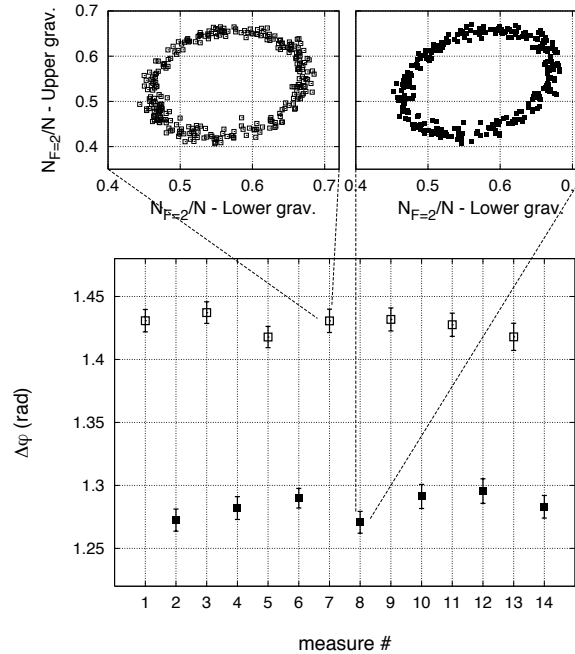 N_{F=2}/N - Upper grav.
0.7
0.6
0.5
0.4
0.4 0.5 0.6 0.7
0.4 0.5 0.6 0.7
N_{F=2}/N - Lower grav.
N_{F=2}/N - Lower grav.
Δφ (rad)
1.45
1.4
1.35
1.3
1.25
1 2 3 4 5 6 7 8 9 10 11 12 13 14
measure #